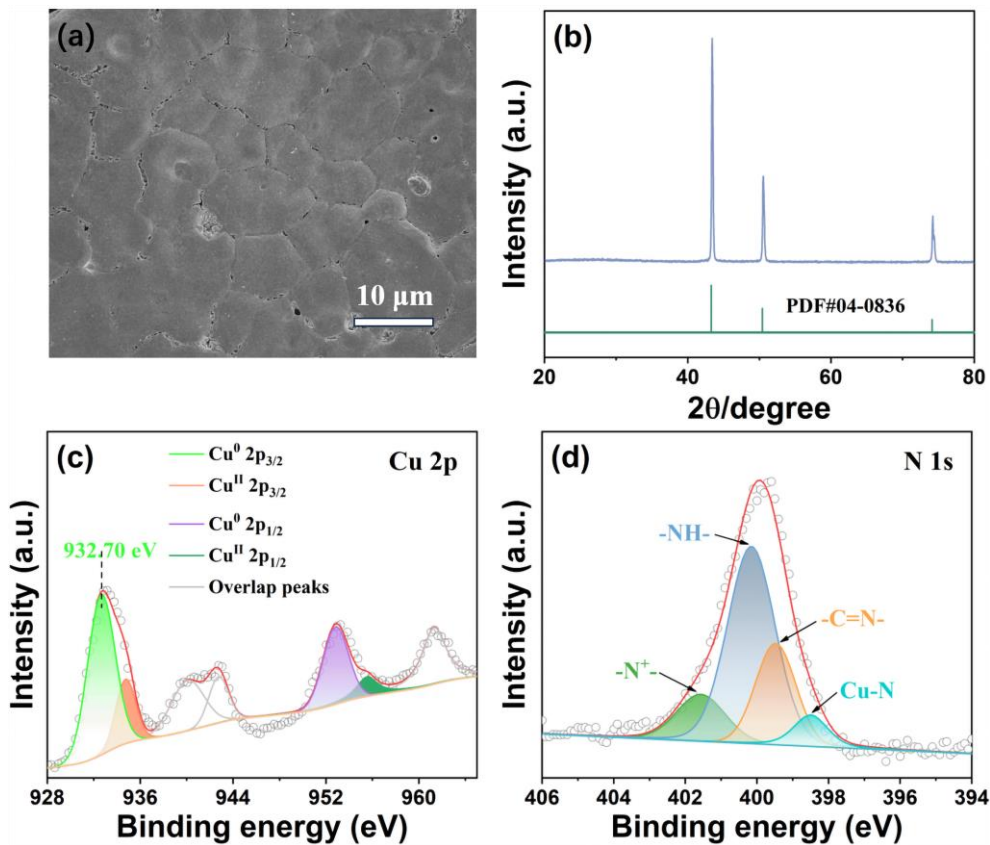 (a)
10 μm
(b)
Intensity (a.u.)
PDF#04-0836
20 40 60 80
2θ/degree
(c)
Cu 2p
Cu⁰ 2p₃/₂
Cuᴵᴵ 2p₃/₂
Cu⁰ 2p₁/₂
Cuᴵᴵ 2p₁/₂
Overlap peaks
932.70 eV
Intensity (a.u.)
928 936 944 952 960
Binding energy (eV)
(d)
N 1s
-NH-
-C=N-
-N⁺-
Cu-N
Intensity (a.u.)
406 404 402 400 398 396 394
Binding energy (eV)